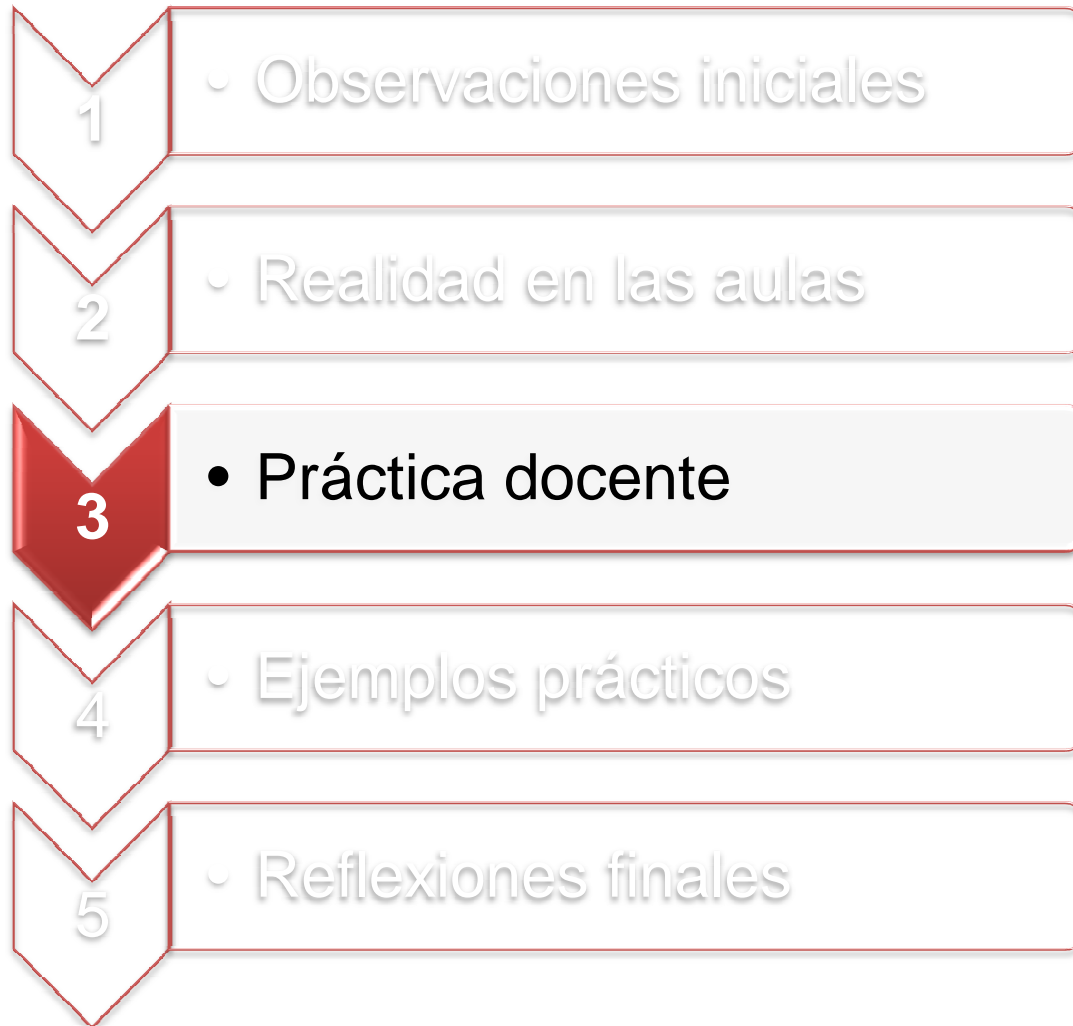 1
• Observaciones iniciales
2
• Realidad en las aulas
3
• Práctica docente
4
• Ejemplos prácticos
5
• Reflexiones finales